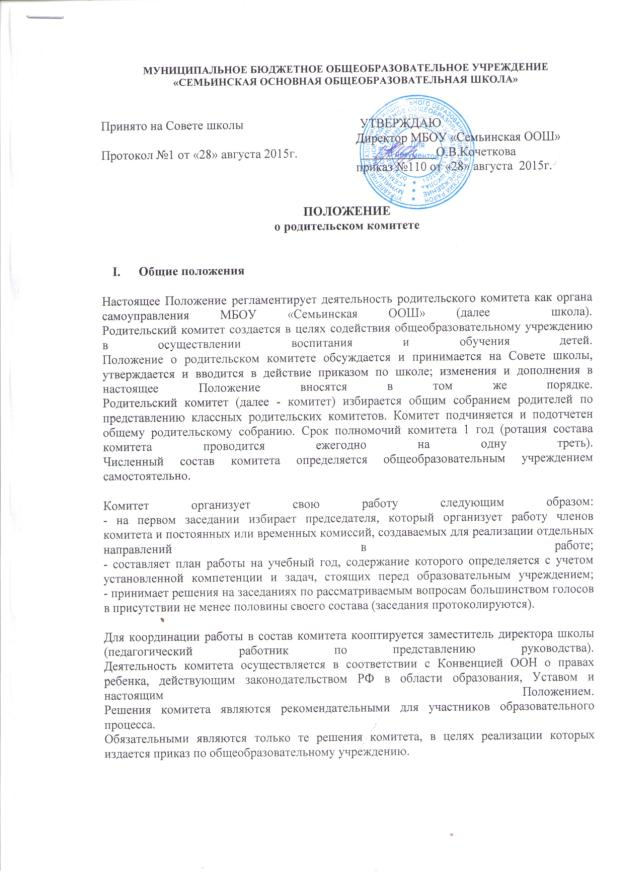 МУНИЦИПАЛЬНОЕ БЮДЖЕТНОЕ ОБЩЕОБРАЗОВАТЕЛЬНОЕ УЧРЕЖДЕНИЕ
«СЕМЬИНСКАЯ ОСНОВНАЯ ОБЩЕОБРАЗОВАТЕЛЬНАЯ ШКОЛА»
Принято на Совете школы
Протокол №1 от «28» августа 2015г.
УТВЕРЖДАЮ
Директор МБОУ «Семьинская ООШ»
О.В.Кочеткова
приказ №110 от «28» августа 2015г.
ПОЛОЖЕНИЕ
о родительском комитете
I. Общие положения
Настоящее Положение регламентирует деятельность родительского комитета как органа
самоуправления МБОУ «Семьинская ООШ» (далее школа).
Родительский комитет создается в целях содействия общеобразовательному учреждению
в осуществлении воспитания и обучения детей.
Положение о родительском комитете обсуждается и принимается на Совете школы,
утверждается и вводится в действие приказом по школе; изменения и дополнения в
настоящее Положение вносятся в том же порядке.
Родительский комитет (далее - комитет) избирается общим собранием родителей по
представлению классных родительских комитетов. Комитет подчиняется и подотчетен
общему родительскому собранию. Срок полномочий комитета 1 год (ротация состава
комитета проводится ежегодно на одну треть).
Численный состав комитета определяется общеобразовательным учреждением
самостоятельно.
Комитет организует свою работу следующим образом:
- на первом заседании избирает председателя, который организует работу членов
комитета и постоянных или временных комиссий, создаваемых для реализации отдельных
направлений в работе;
- составляет план работы на учебный год, содержание которого определяется с учетом
установленной компетенции и задач, стоящих перед образовательным учреждением;
- принимает решения на заседаниях по рассматриваемым вопросам большинством голосов
в присутствии не менее половины своего состава (заседания протоколируются).
Для координации работы в состав комитета кооптируется заместитель директора школы
(педагогический работник по представлению руководства).
Деятельность комитета осуществляется в соответствии с Конвенцией ООН о правах
ребенка, действующим законодательством РФ в области образования, Уставом и
настоящим Положением.
Решения комитета являются рекомендательными для участников образовательного
процесса.
Обязательными являются только те решения комитета, в целях реализации которых
издается приказ по общеобразовательному учреждению.